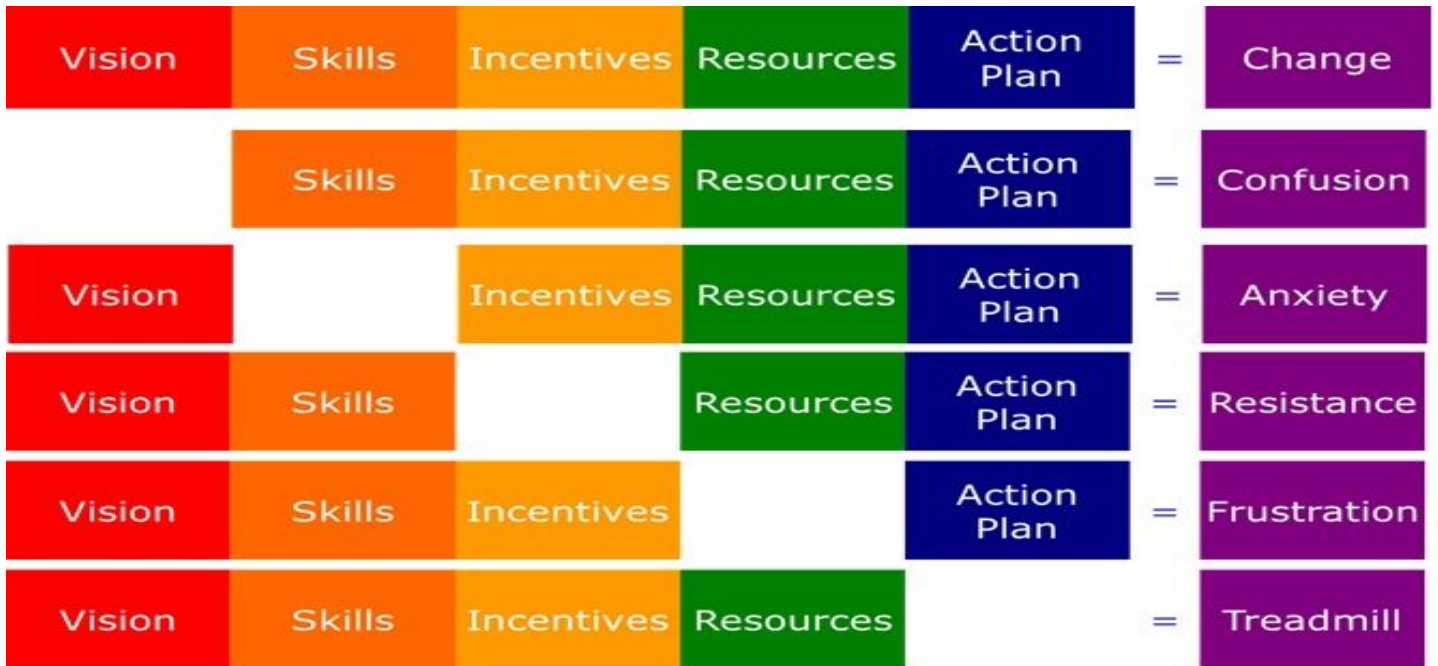 Vision Skills Incentives Resources Action Plan = Change
Skills Incentives Resources Action Plan = Confusion
Vision Incentives Resources Action Plan = Anxiety
Vision Skills Resources Action Plan = Resistance
Vision Skills Incentives Action Plan = Frustration
Vision Skills Incentives Resources = Treadmill